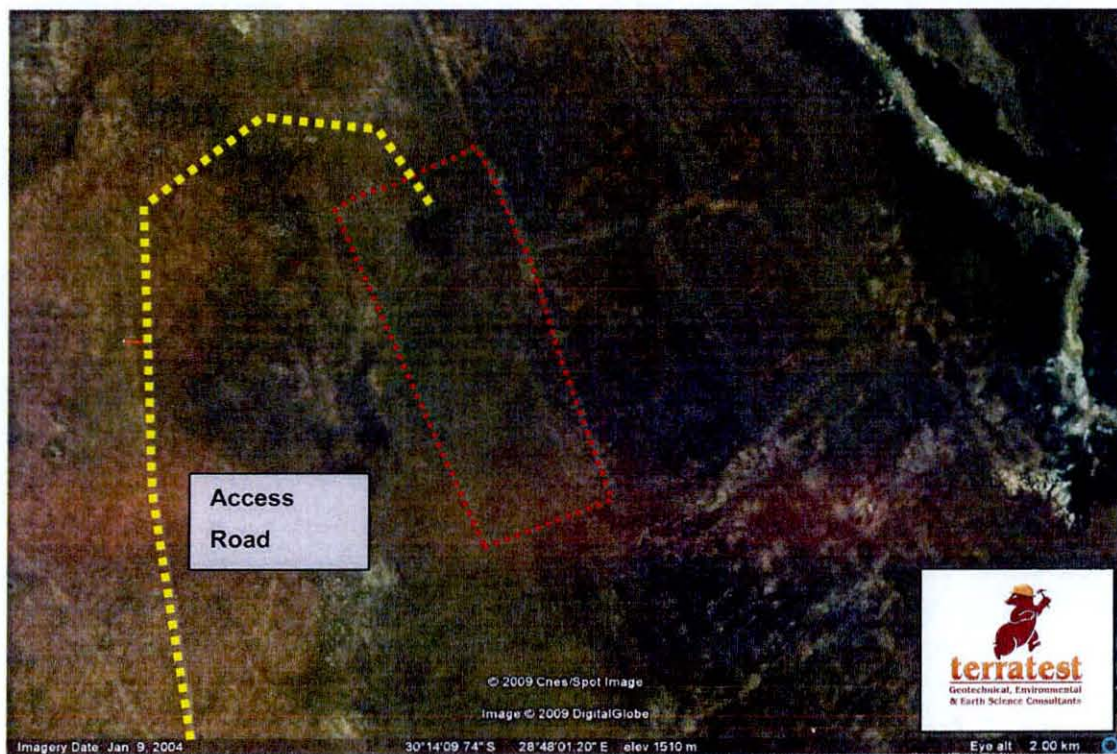 Access
Road
terratest
Geotechnical, Environmental
& Earth Science Consultants
© 2009 Cnes/Spot Image
Image © 2009 DigitalGlobe
Imagery Date: Jan 9, 2004 30°14'09.74" S 28°48'01.20" E elev 1510 m Eye alt 2.00 km